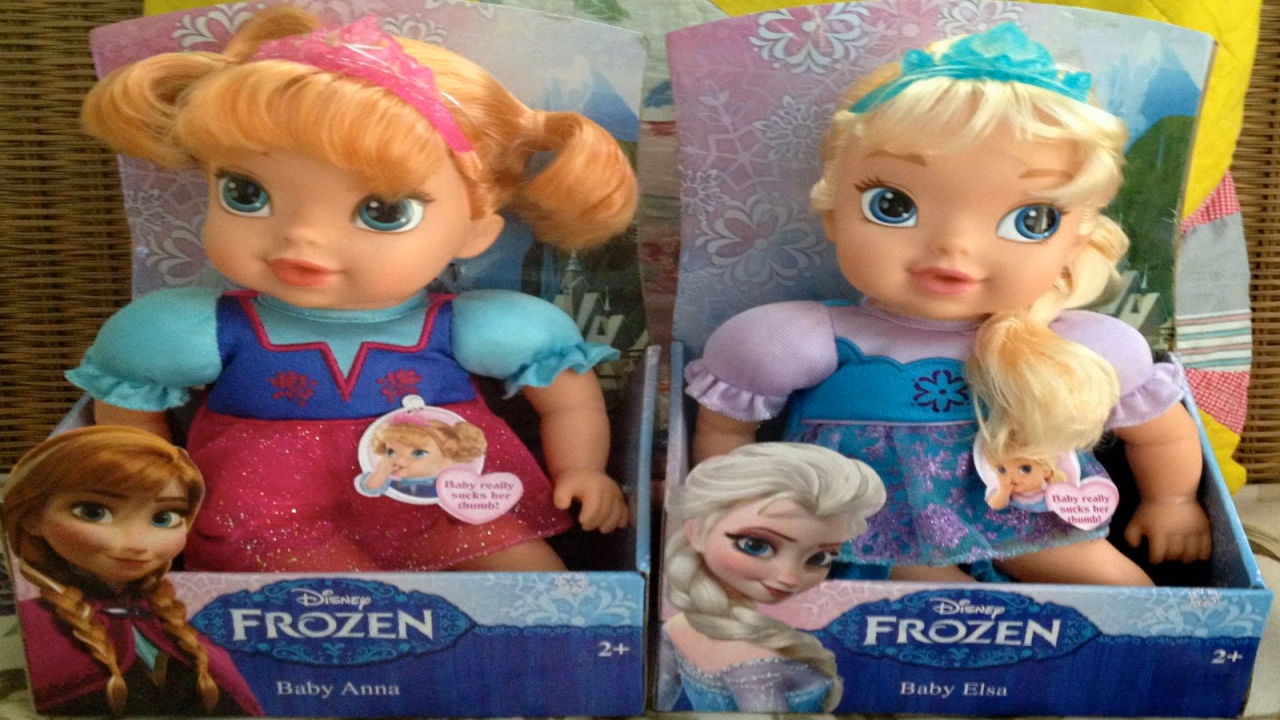 Baby really
sucks her
thumb!
Disney
FROZEN
2+
Baby Anna
Baby really
sucks her
thumb!
Disney
FROZEN
2+
Baby Elsa